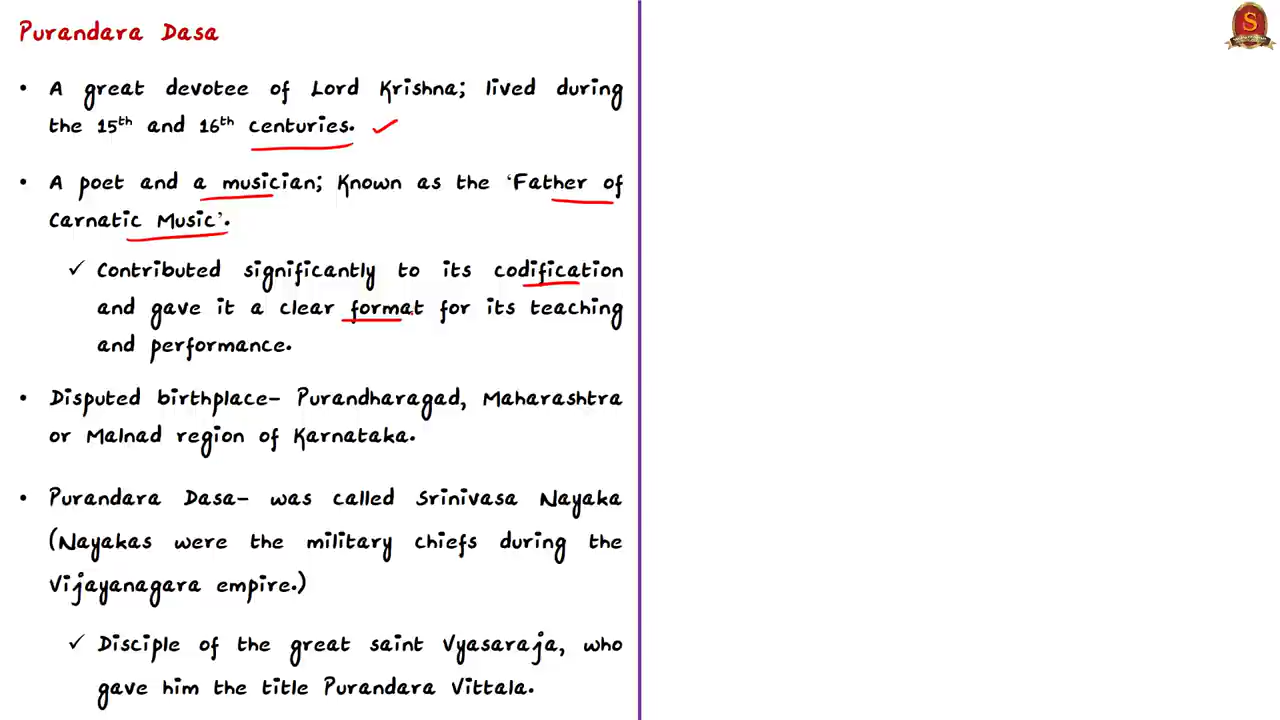 Purandara Dasa
• A great devotee of Lord Krishna; lived during
the 15th and 16th centuries.
• A poet and a musician; Known as the ‘Father of
Carnatic Music’.
✓ Contributed significantly to its codification
and gave it a clear format for its teaching
and performance.
• Disputed birthplace- Purandharagad, Maharashtra
or Malnad region of Karnataka.
• Purandara Dasa- was called Srinivasa Nayaka
(Nayakas were the military chiefs during the
Vijayanagara empire.)
✓ Disciple of the great saint Vyasaraja, who
gave him the title Purandara Vittala.
S